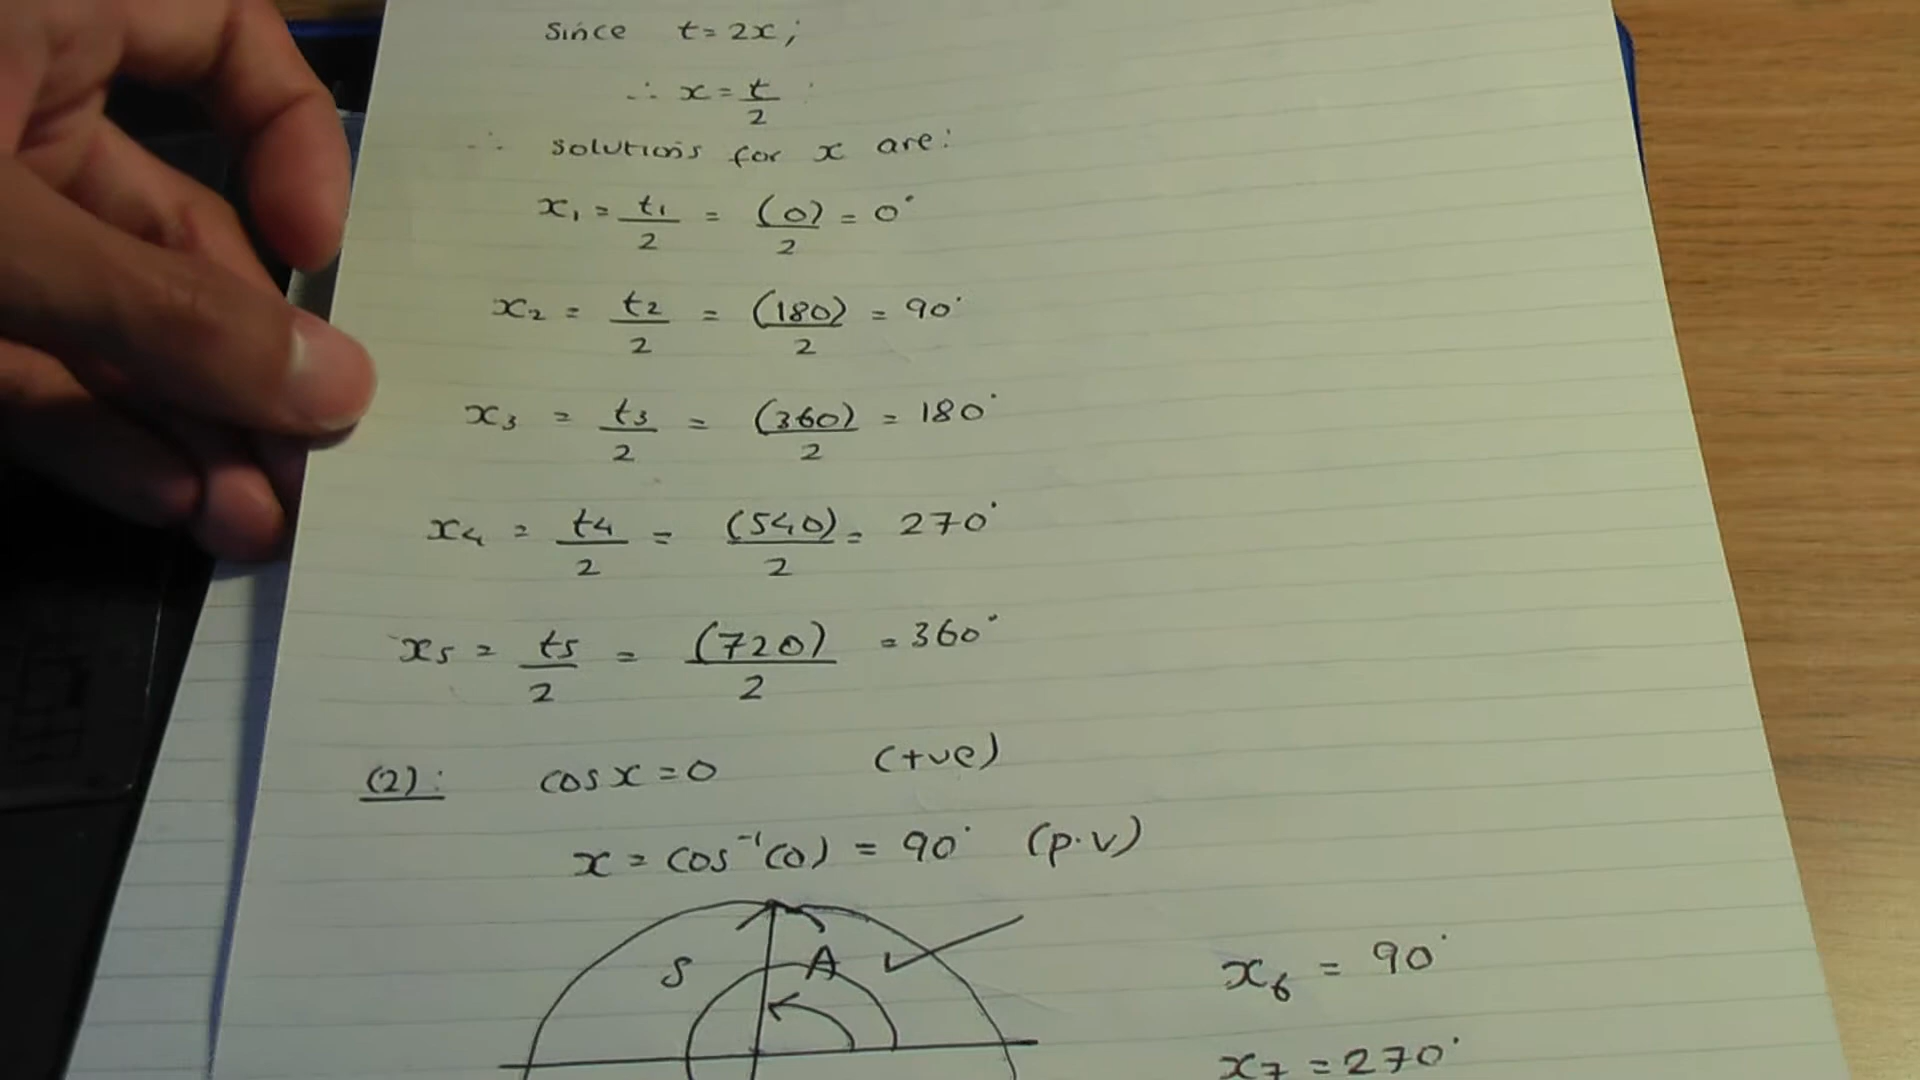 Since t = 2x;
∴ x = t/2
∴ solutions for x are:
x₁ = t₁/2 = (0)/2 = 0°
x₂ = t₂/2 = (180)/2 = 90°
x₃ = t₃/2 = (360)/2 = 180°
x₄ = t₄/2 = (540)/2 = 270°
x₅ = t₅/2 = (720)/2 = 360°
(2): cos x = 0 (+ve)
x = cos⁻¹(0) = 90° (p.v)
S A ✓
x₆ = 90°
x₇ = 270°